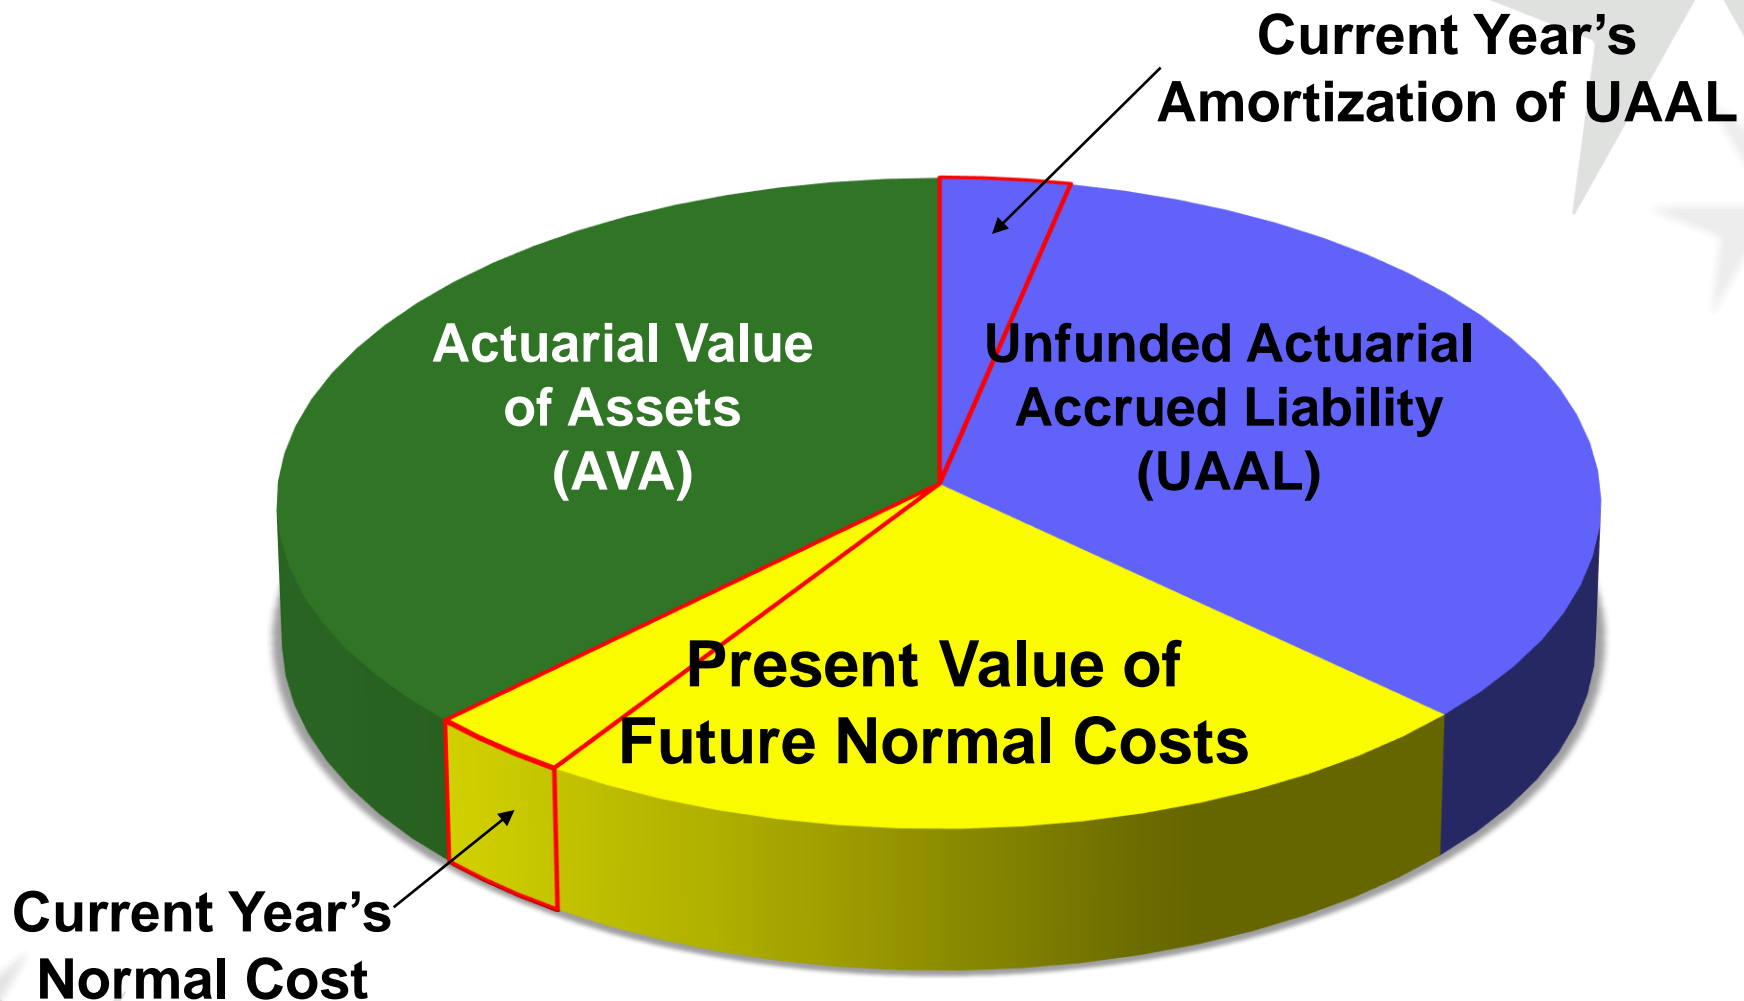 Current Year’s
Amortization of UAAL
Actuarial Value
of Assets
(AVA)
Unfunded Actuarial
Accrued Liability
(UAAL)
Present Value of
Future Normal Costs
Current Year’s
Normal Cost